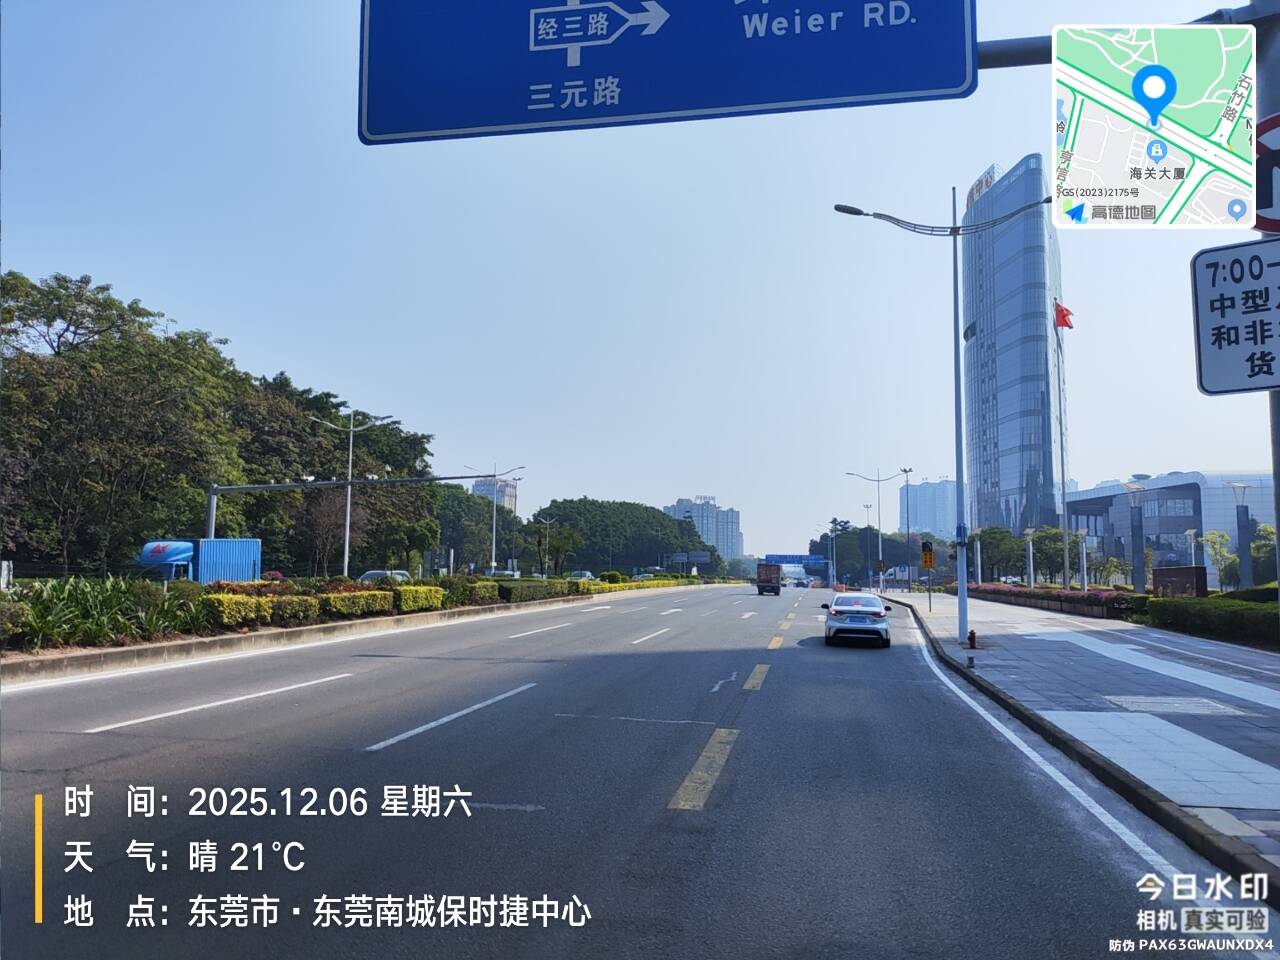 经三路
Weier RD.
三元路
石竹路
海关大厦
亨信
GS(2023)2175号
高德地图
7:00
中型
和非
货
时 间：2025.12.06 星期六
天 气：晴 21℃
地 点：东莞市·东莞南城保时捷中心
今日水印
相机 真实可验
防伪 PAX63GWAUNXDX4